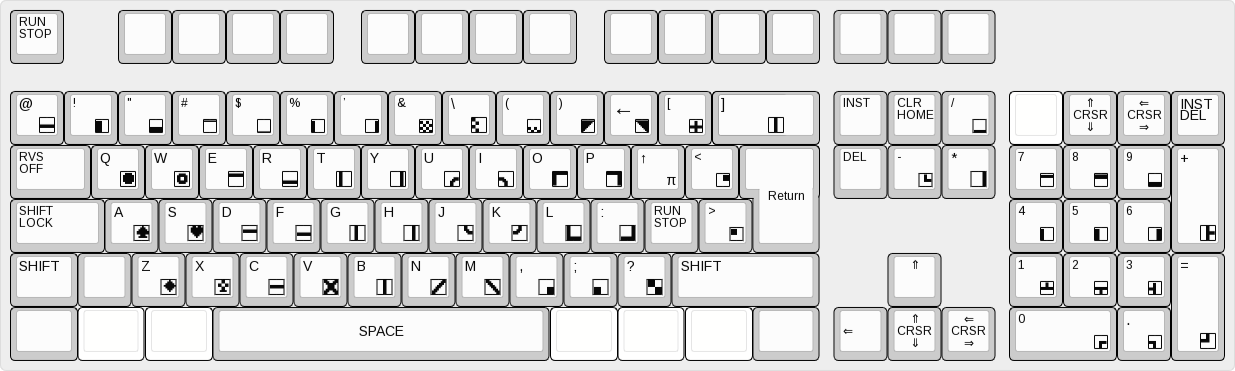 RUN
STOP
@ ! " # $ % ' & \ ( ) ← [ ] INST CLR
HOME / ⇑
CRSR
⇓ ⇐
CRSR
⇒ INST
DEL
RVS
OFF Q W E R T Y U I O P ↑ π < Return DEL - * 7 8 9 +
SHIFT
LOCK A S D F G H J K L : RUN
STOP > 4 5 6
SHIFT Z X C V B N M , ; ? SHIFT ⇑ 1 2 3 =
SPACE ⇐ ⇑
CRSR
⇓ ⇐
CRSR
⇒ 0 .